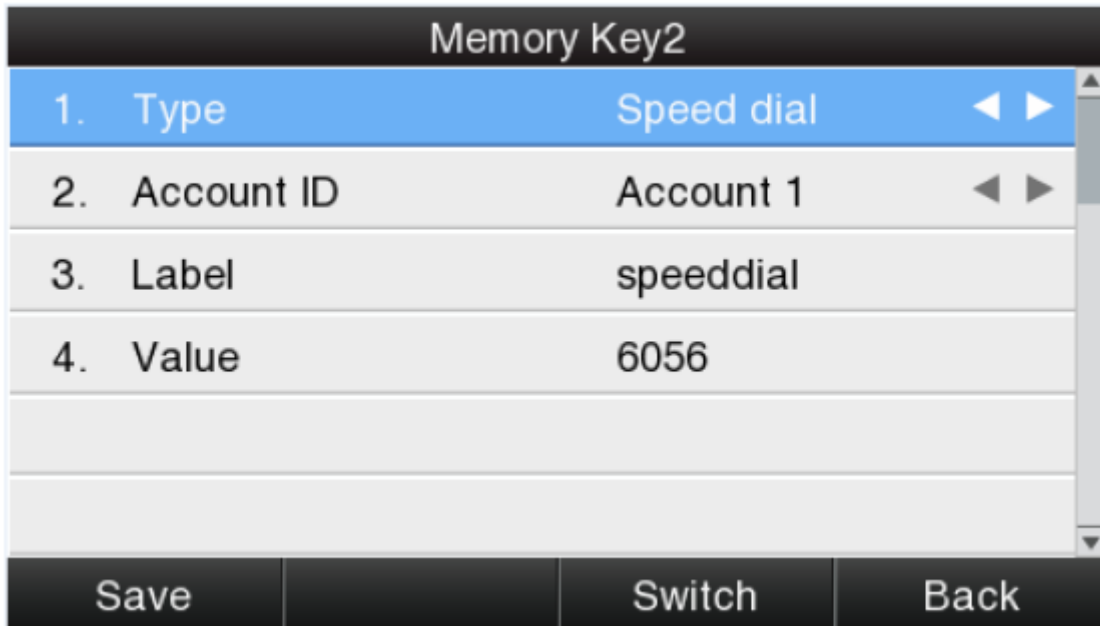 Memory Key2
1. Type Speed dial
2. Account ID Account 1
3. Label speeddial
4. Value 6056
Save Switch Back